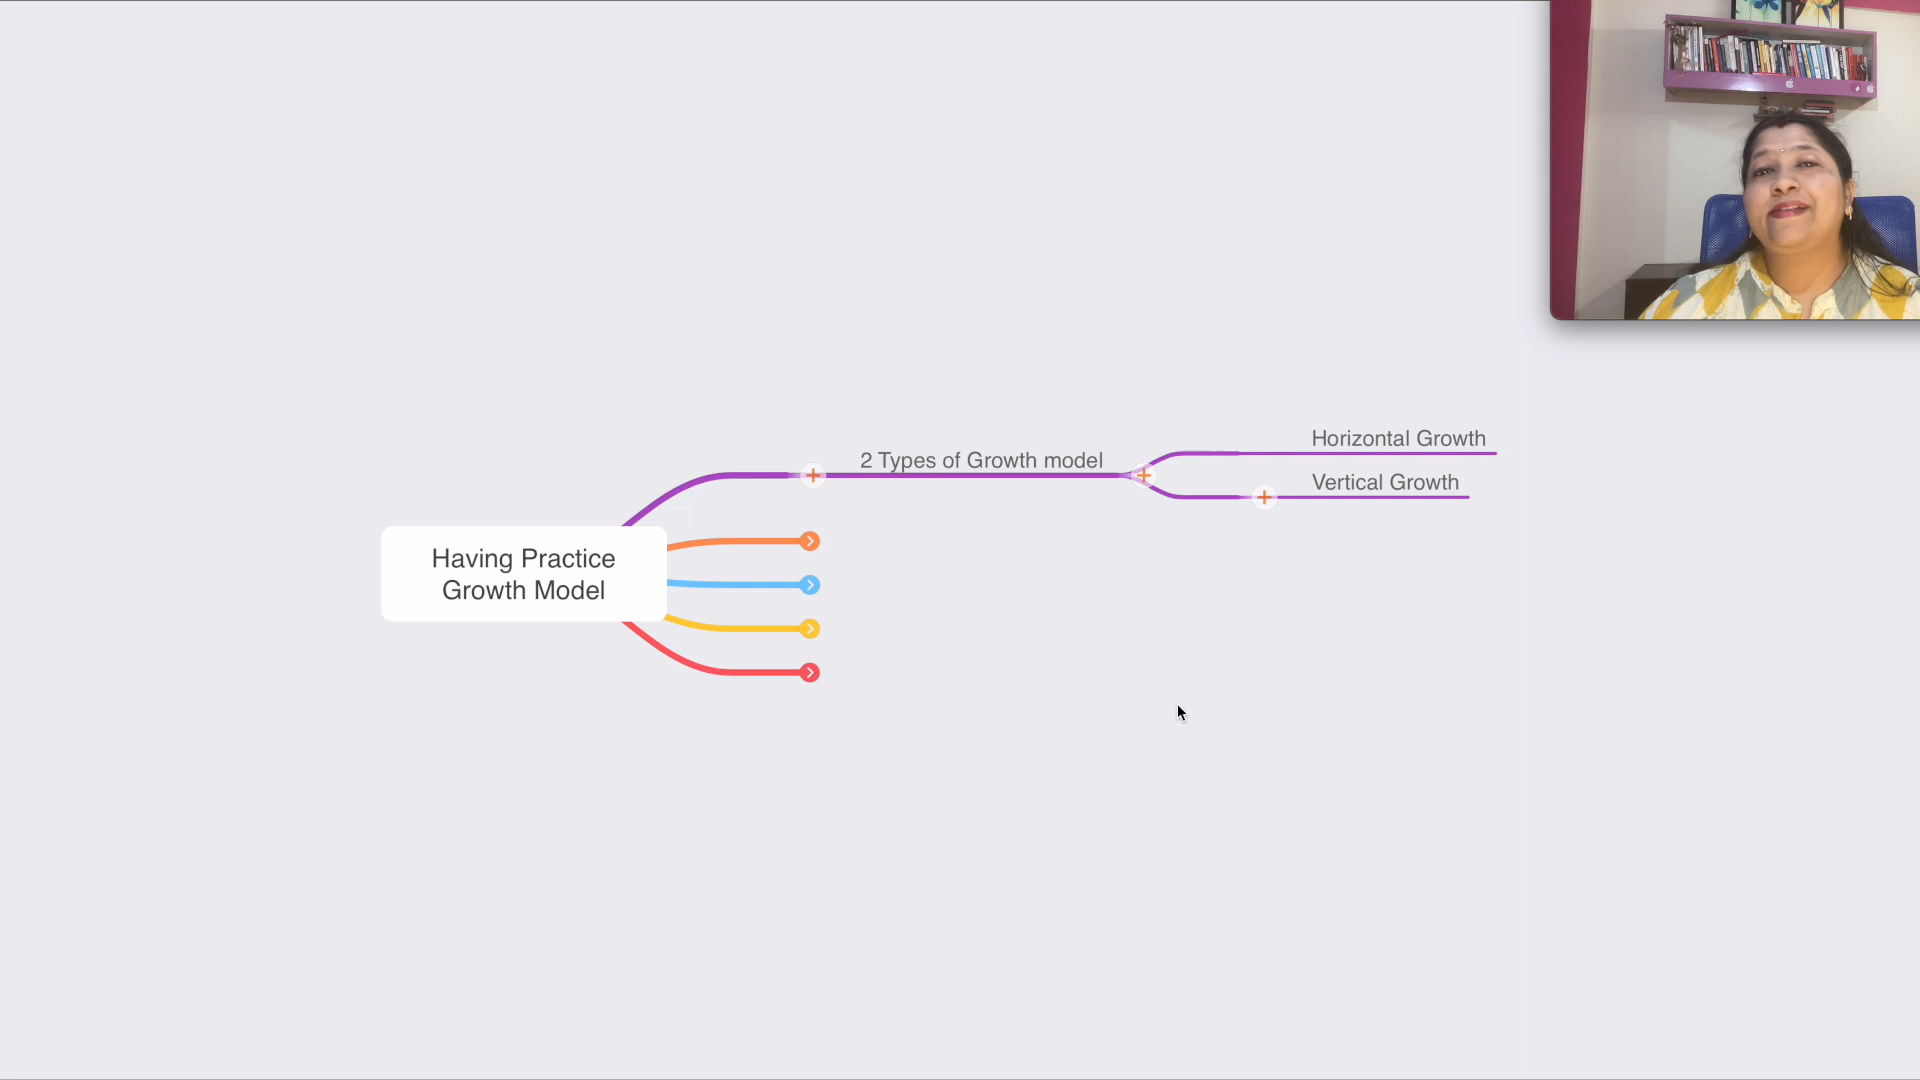 2 Types of Growth model
Horizontal Growth
Vertical Growth
Having Practice
Growth Model